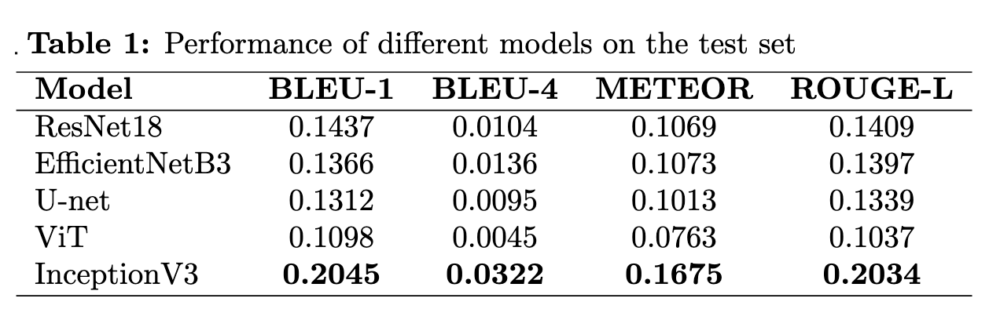 . Table 1: Performance of different models on the test set
Model BLEU-1 BLEU-4 METEOR ROUGE-L
ResNet18 0.1437 0.0104 0.1069 0.1409
EfficientNetB3 0.1366 0.0136 0.1073 0.1397
U-net 0.1312 0.0095 0.1013 0.1339
ViT 0.1098 0.0045 0.0763 0.1037
InceptionV3 0.2045 0.0322 0.1675 0.2034